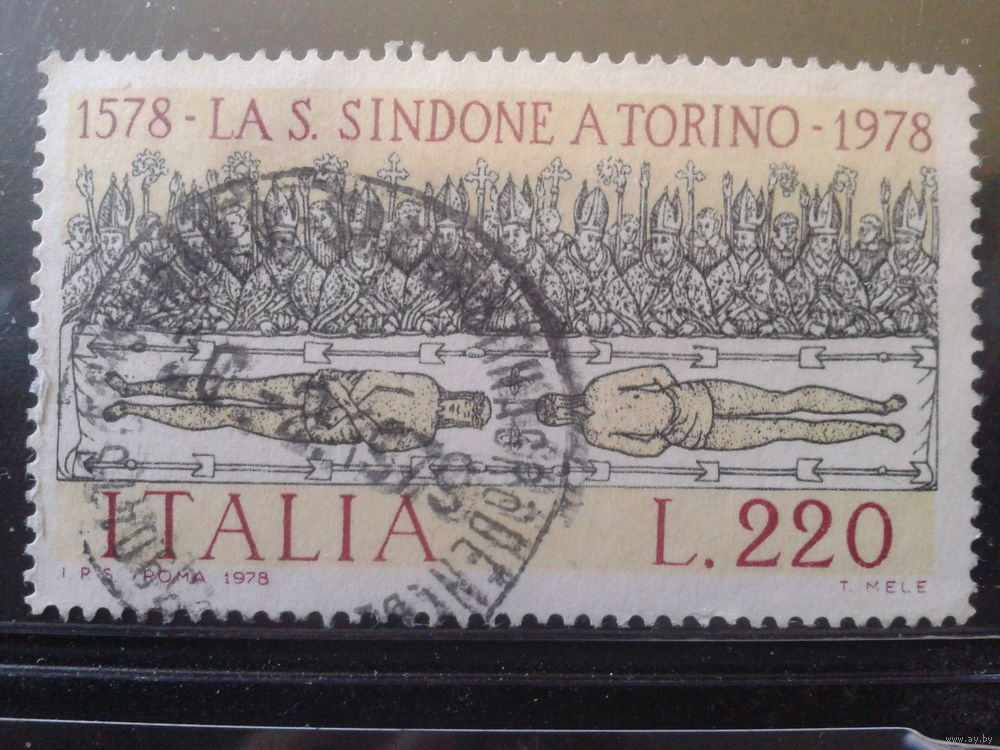 1578 - LA S. SINDONE A TORINO - 1978
ITALIA L. 220
I P S ROMA 1978 T. MELE
www.ay.by